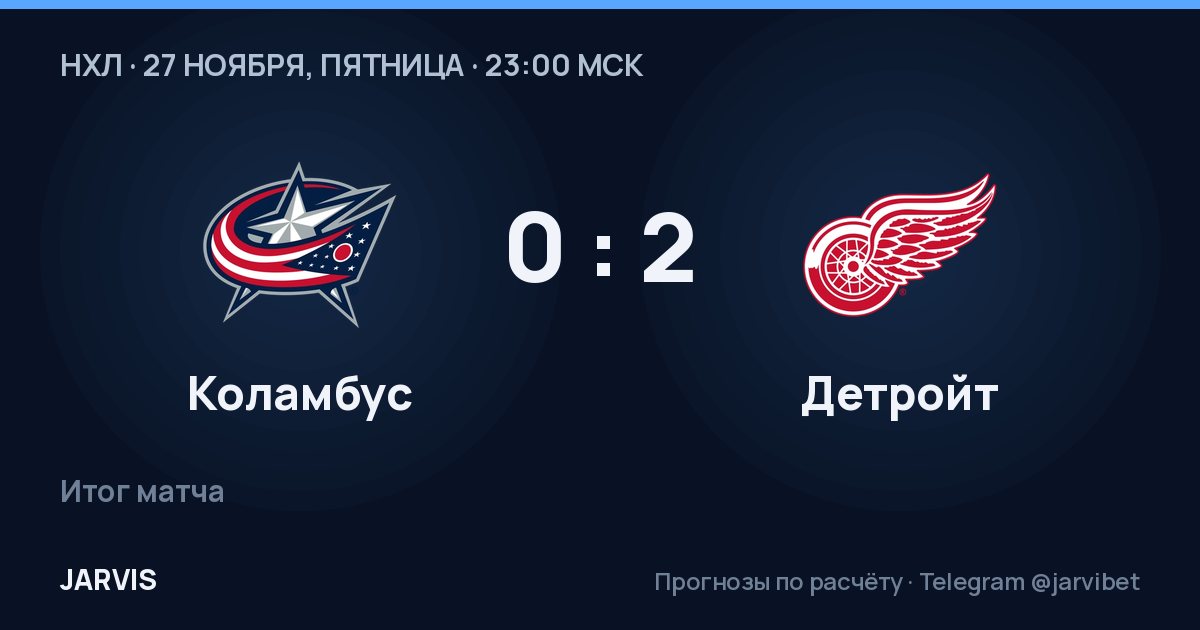 НХЛ · 27 НОЯБРЯ, ПЯТНИЦА · 23:00 МСК
0 : 2
Коламбус
Детройт
Итог матча
JARVIS
Прогнозы по расчёту · Telegram @jarvibet